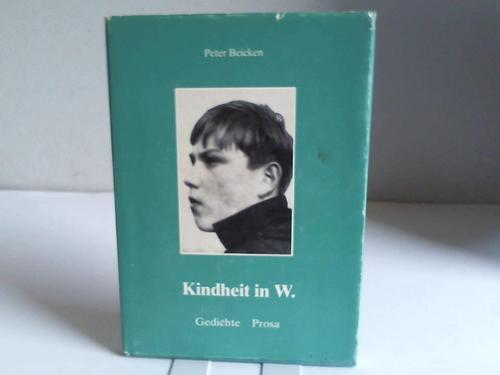 Peter Beicken
Kindheit in W.
Gedichte Prosa